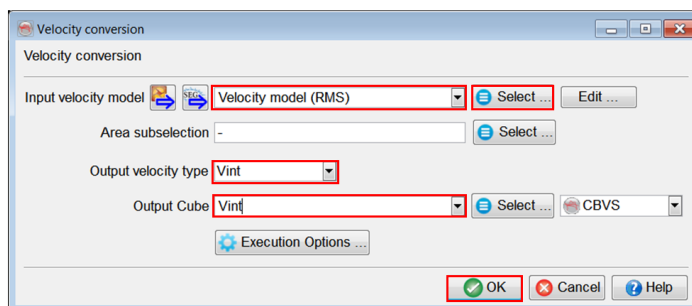 Velocity conversion
Velocity conversion
Input velocity model SEG Velocity model (RMS) Select ... Edit ...
Area subselection - Select ...
Output velocity type Vint
Output Cube Vint Select ... CBVS
Execution Options ...
OK Cancel Help